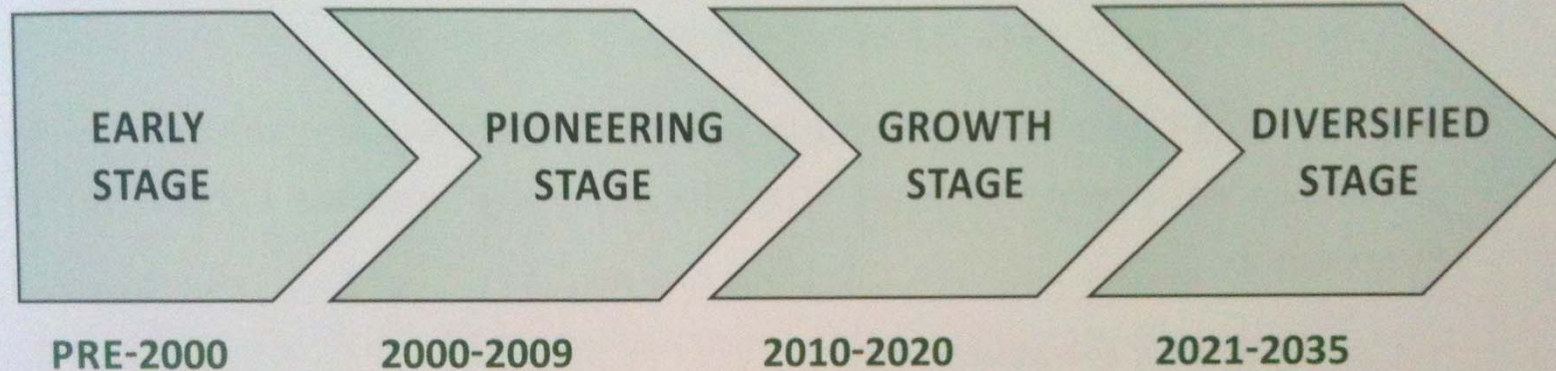 EARLY
STAGE
PIONEERING
STAGE
GROWTH
STAGE
DIVERSIFIED
STAGE
PRE-2000
2000-2009
2010-2020
2021-2035